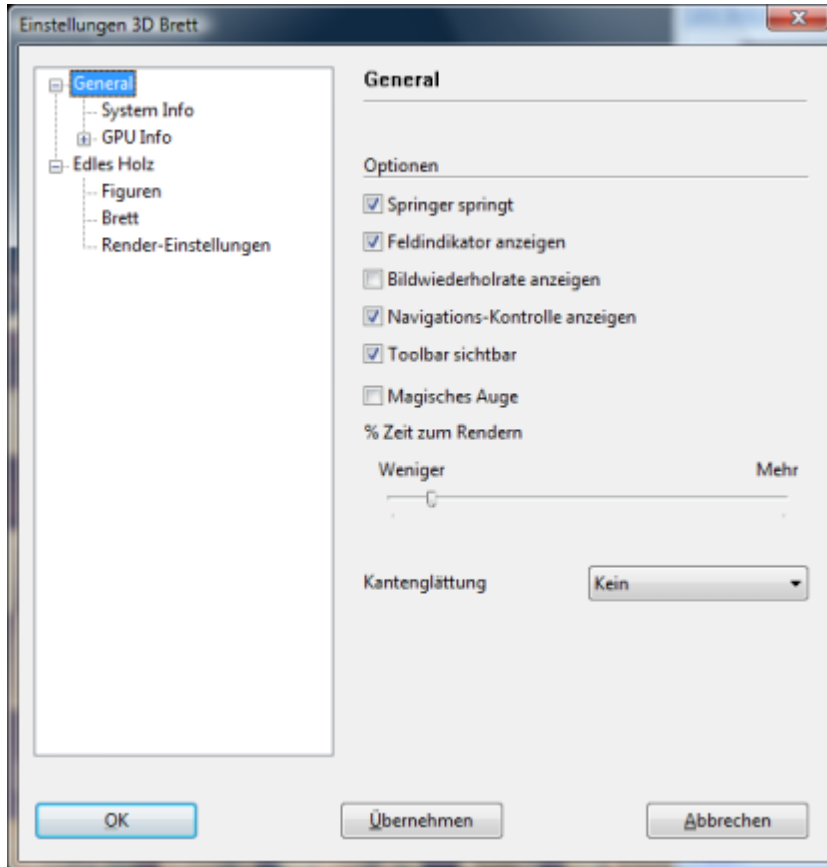 Einstellungen 3D Brett
General
System Info
GPU Info
Edles Holz
Figuren
Brett
Render-Einstellungen
General
Optionen
Springer springt
Feldindikator anzeigen
Bildwiederholrate anzeigen
Navigations-Kontrolle anzeigen
Toolbar sichtbar
Magisches Auge
% Zeit zum Rendern
Weniger Mehr
Kantenglättung Kein
OK Übernehmen Abbrechen